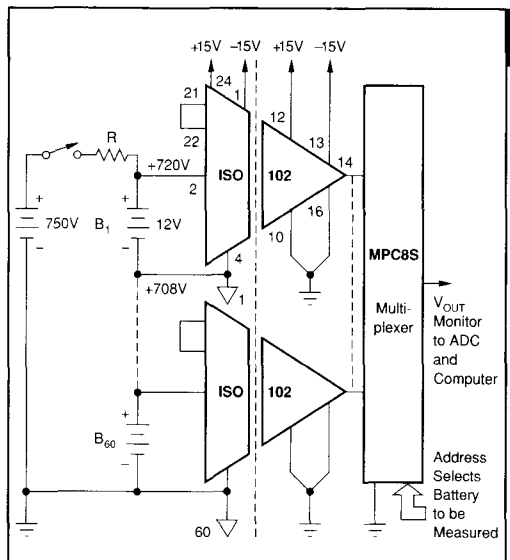 +15V
–15V
+15V
–15V
24
21
1
22
12
13
14
R
+720V
2
ISO
102
+
750V
–
+
B1
12V
–
10
16
4
+708V
1
MPC8S
Multi-
plexer
VOUT
Monitor
to ADC
and
Computer
ISO
102
+
B60
–
60
Address
Selects
Battery
to be
Measured